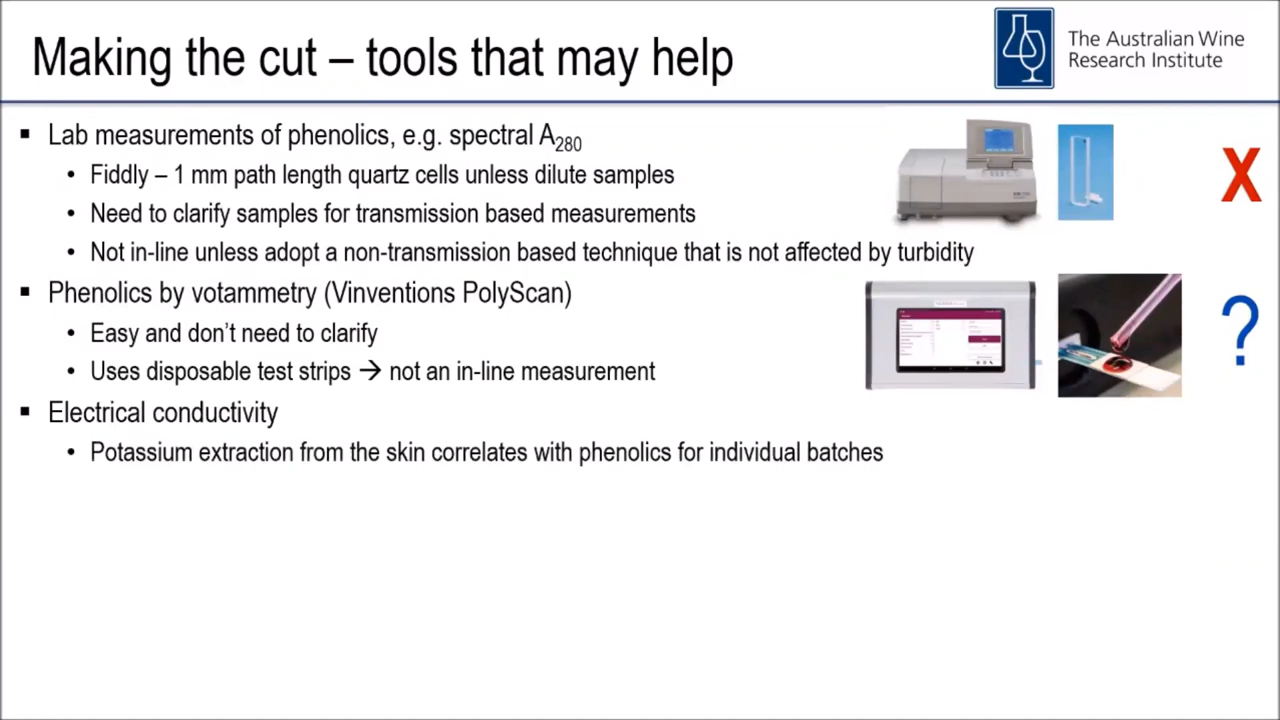 Making the cut – tools that may help
The Australian Wine
Research Institute
▪ Lab measurements of phenolics, e.g. spectral A280
• Fiddly – 1 mm path length quartz cells unless dilute samples
• Need to clarify samples for transmission based measurements
• Not in-line unless adopt a non-transmission based technique that is not affected by turbidity
X
▪ Phenolics by votammetry (Vinventions PolyScan)
• Easy and don't need to clarify
• Uses disposable test strips → not an in-line measurement
?
▪ Electrical conductivity
• Potassium extraction from the skin correlates with phenolics for individual batches